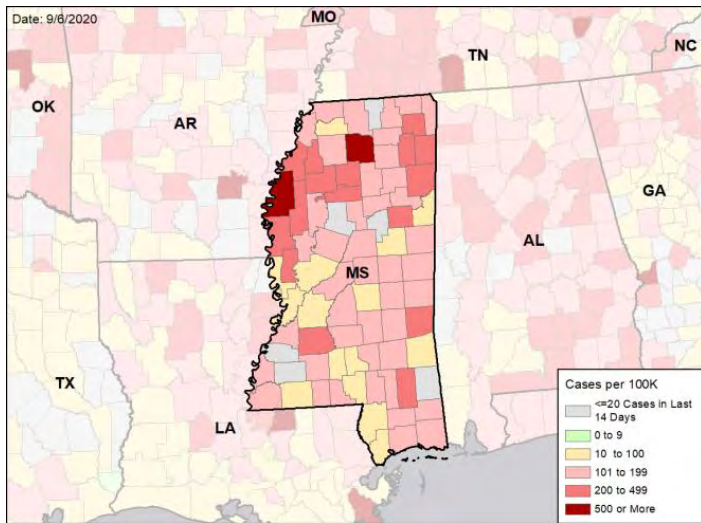 Date: 9/6/2020
MO
NC
TN
OK
AR
GA
AL
MS
TX
LA
Cases per 100K
<=20 Cases in Last
14 Days
0 to 9
10 to 100
101 to 199
200 to 499
500 or More